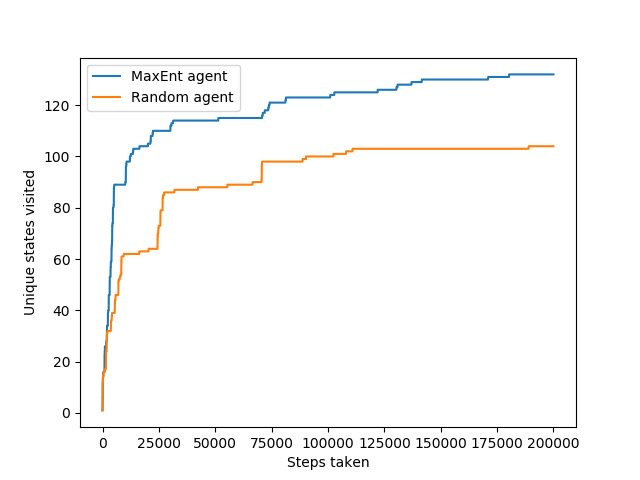 MaxEnt agent
Random agent
Unique states visited
120
100
80
60
40
20
0
0 25000 50000 75000 100000 125000 150000 175000 200000
Steps taken